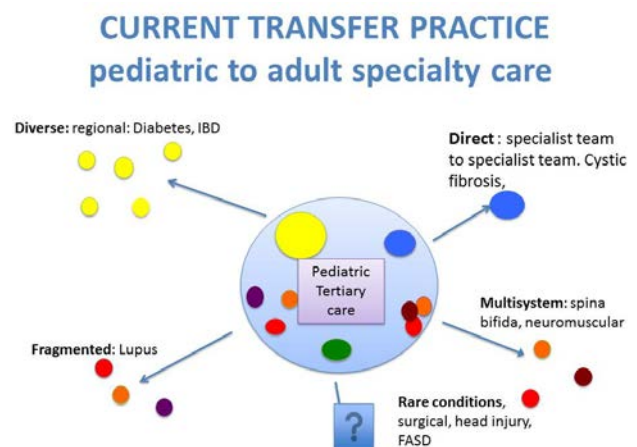 CURRENT TRANSFER PRACTICE
pediatric to adult specialty care
Diverse: regional: Diabetes, IBD
Direct : specialist team
to specialist team. Cystic
fibrosis,
Pediatric
Tertiary
care
Multisystem: spina
bifida, neuromuscular
Fragmented: Lupus
Rare conditions,
surgical, head injury,
FASD
?